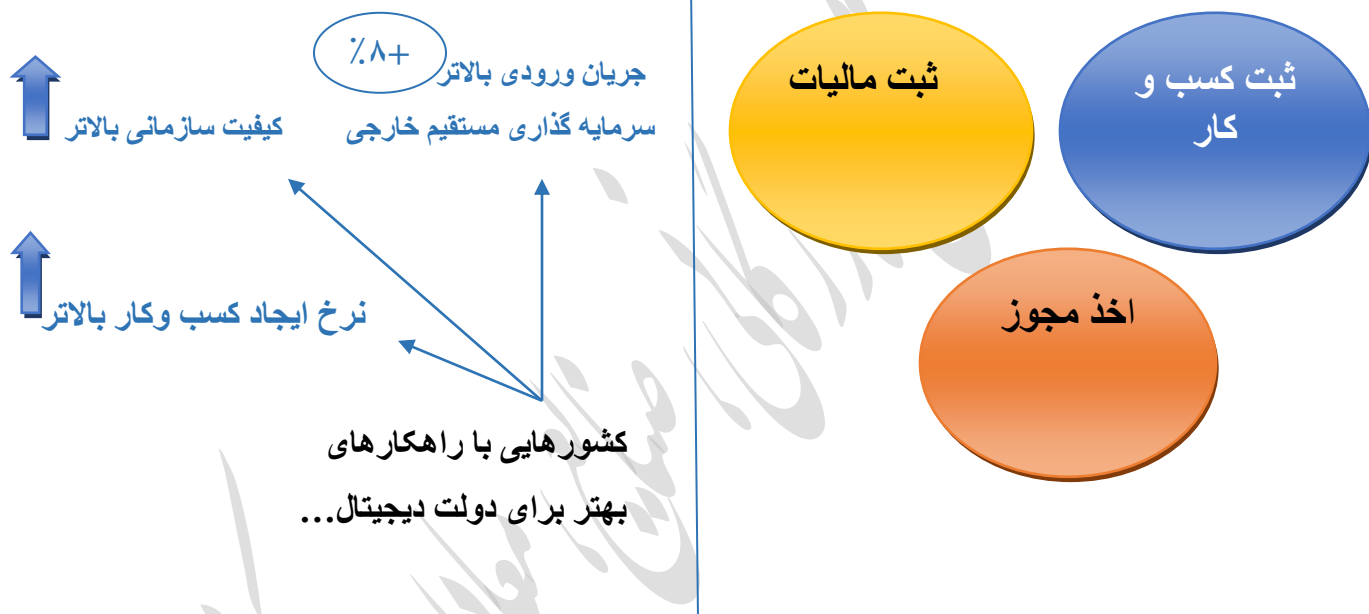 ثبت کسب و
کار
ثبت مالیات
اخذ مجوز
+۸٪
جریان ورودی بالاتر
سرمایه گذاری مستقیم خارجی
کیفیت سازمانی بالاتر
نرخ ایجاد کسب وکار بالاتر
کشورهایی با راهکارهای
بهتر برای دولت دیجیتال...